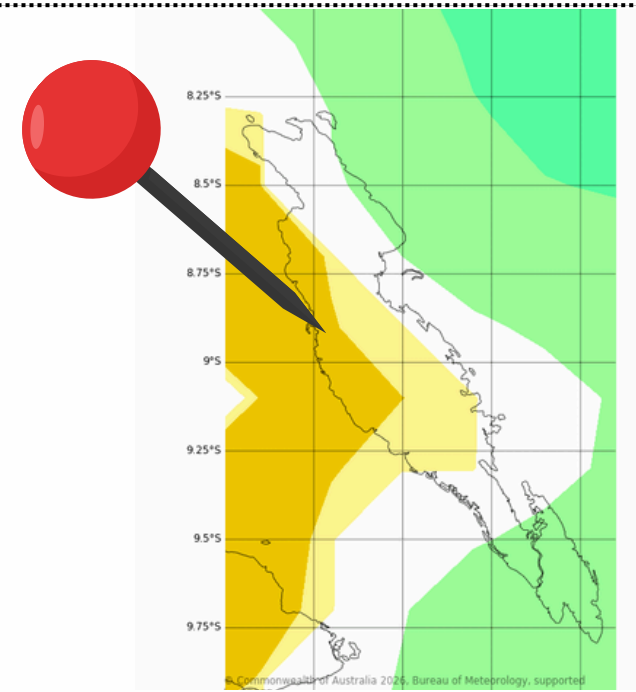 8.25°S
8.5°S
8.75°S
9°S
9.25°S
9.5°S
9.75°S
© Commonwealth of Australia 2026, Bureau of Meteorology, supported